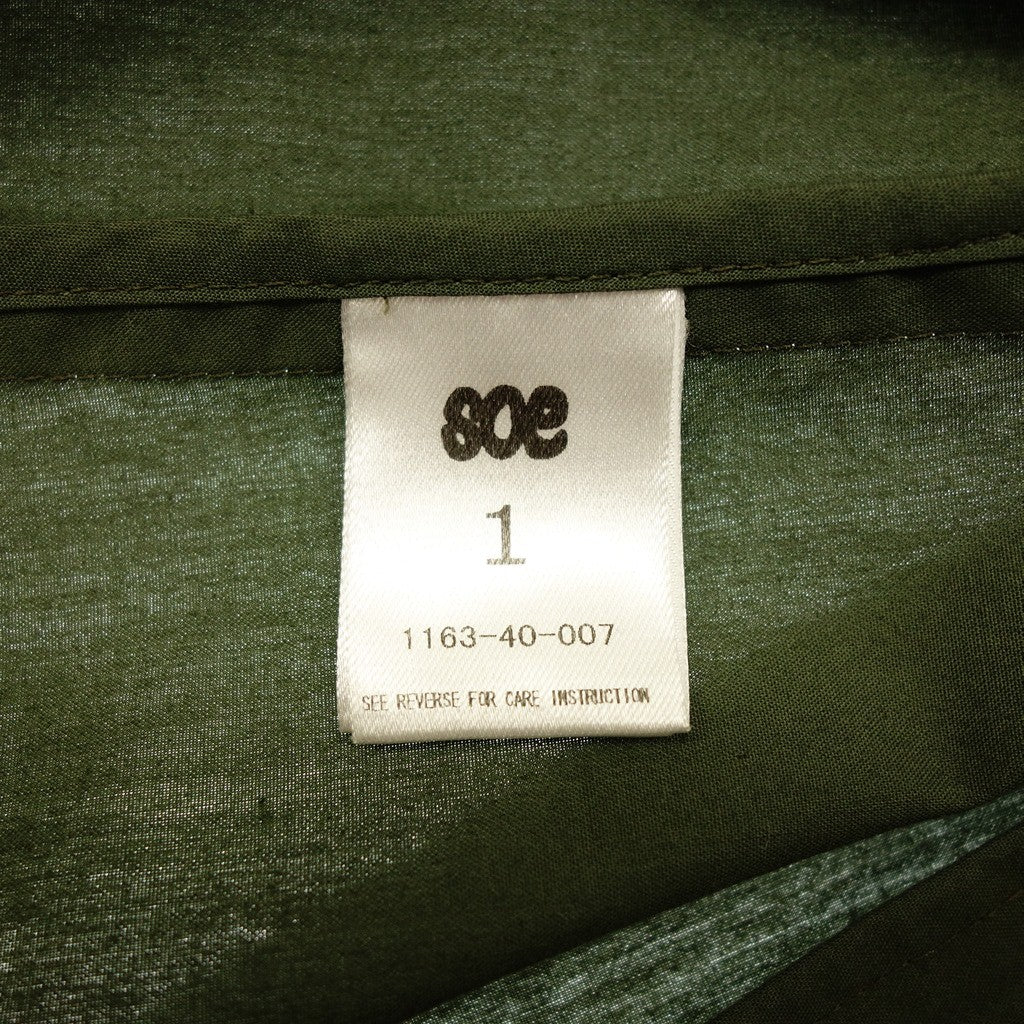 soe
1
1163-40-007
SEE REVERSE FOR CARE INSTRUCTION